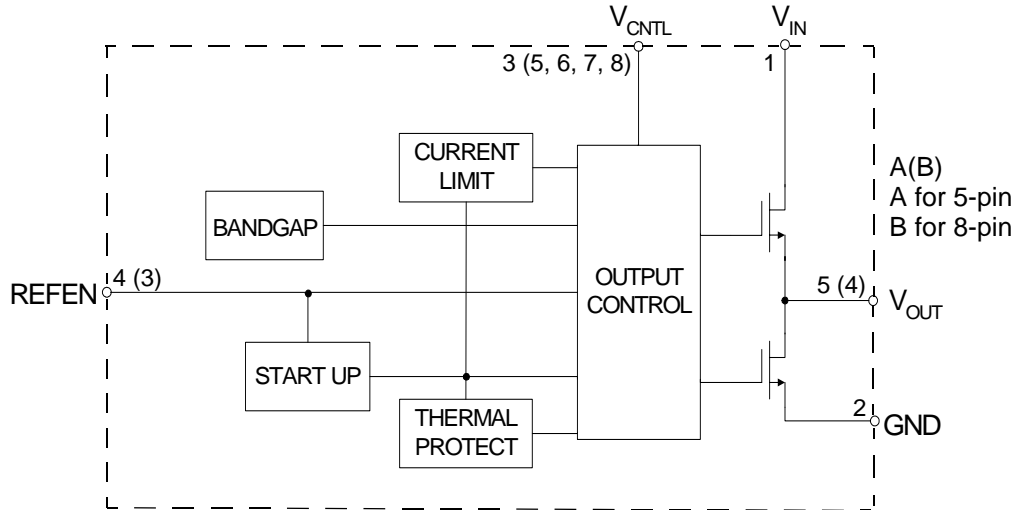 VCNTL
VIN
3 (5, 6, 7, 8)
1
CURRENT
LIMIT
A(B)
A for 5-pin
B for 8-pin
BANDGAP
OUTPUT
CONTROL
REFEN
4 (3)
5 (4)
VOUT
START UP
THERMAL
PROTECT
2
GND